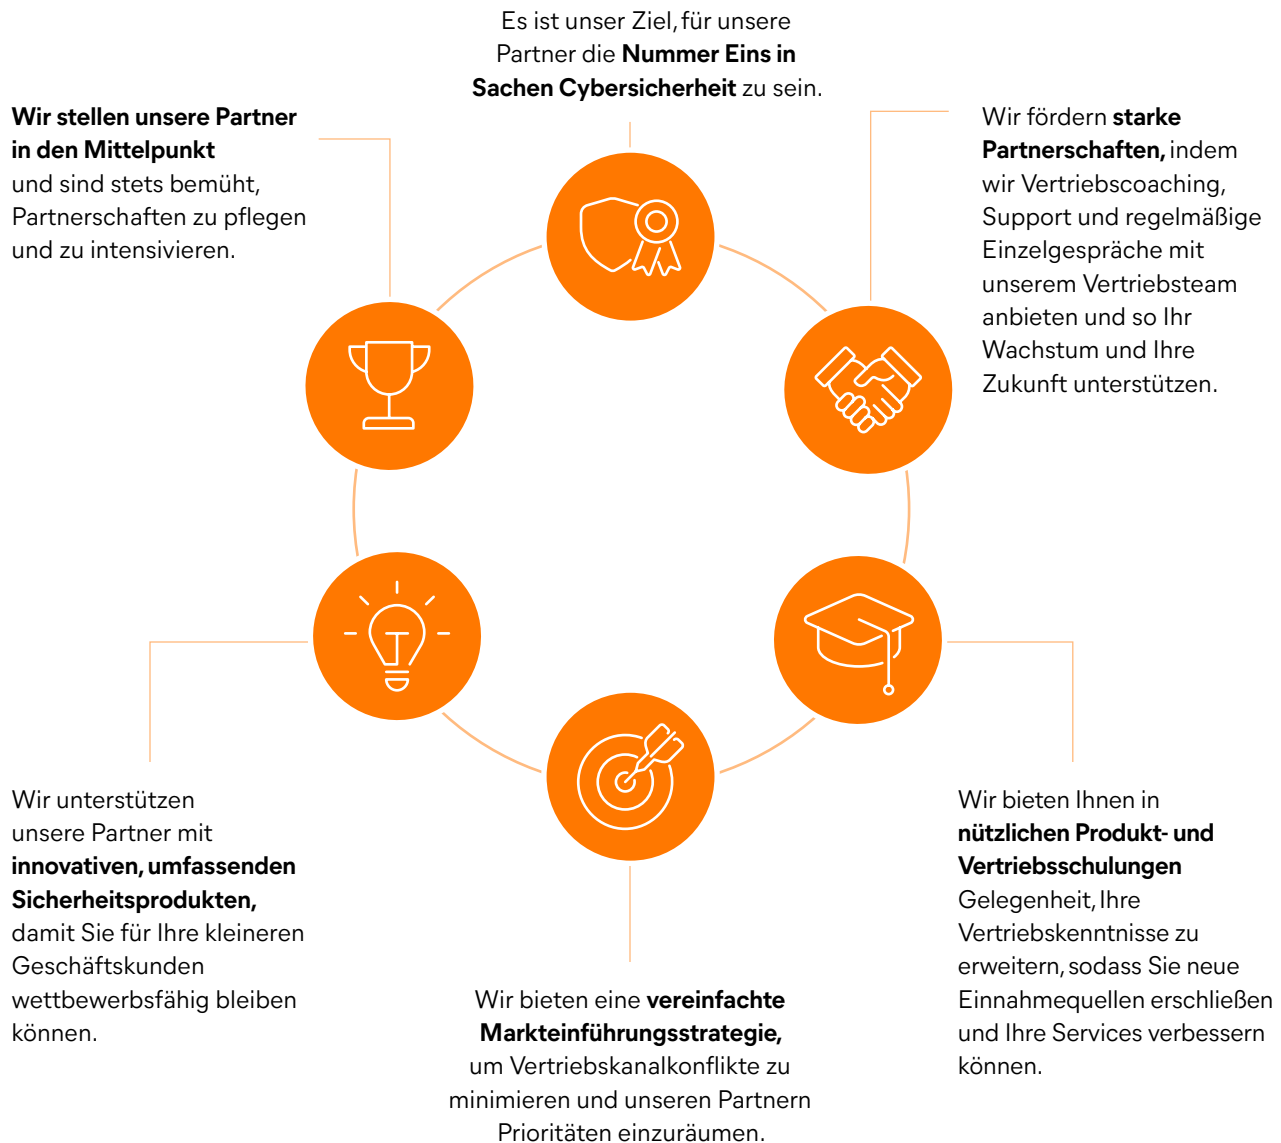 Es ist unser Ziel, für unsere
Partner die Nummer Eins in
Sachen Cybersicherheit zu sein.
Wir stellen unsere Partner
in den Mittelpunkt
und sind stets bemüht,
Partnerschaften zu pflegen
und zu intensivieren.
Wir fördern starke
Partnerschaften, indem
wir Vertriebscoaching,
Support und regelmäßige
Einzelgespräche mit
unserem Vertriebsteam
anbieten und so Ihr
Wachstum und Ihre
Zukunft unterstützen.
Wir unterstützen
unsere Partner mit
innovativen, umfassenden
Sicherheitsprodukten,
damit Sie für Ihre kleineren
Geschäftskunden
wettbewerbsfähig bleiben
können.
Wir bieten eine vereinfachte
Markteinführungsstrategie,
um Vertriebskanalkonflikte zu
minimieren und unseren Partnern
Prioritäten einzuräumen.
Wir bieten Ihnen in
nützlichen Produkt- und
Vertriebsschulungen
Gelegenheit, Ihre
Vertriebskenntnisse zu
erweitern, sodass Sie neue
Einnahmequellen erschließen
und Ihre Services verbessern
können.